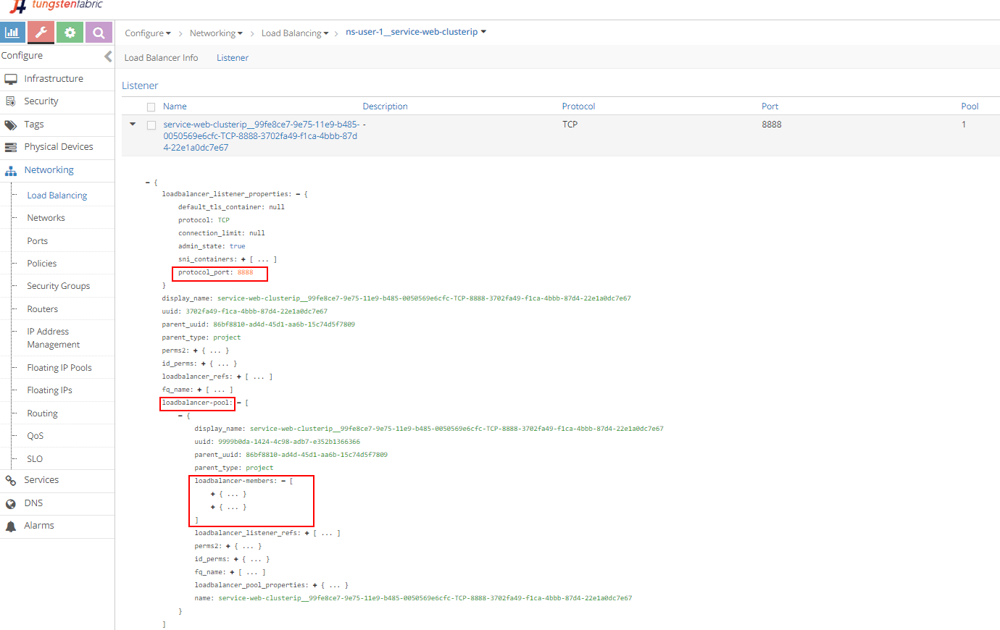 tungstenfabric
Configure > Networking > Load Balancing > ns-user-1__service-web-clusterip
Configure
Load Balancer Info Listener
Infrastructure
Security
Tags
Physical Devices
Networking
Load Balancing
Networks
Ports
Policies
Security Groups
Routers
IP Address
Management
Floating IP Pools
Floating IPs
Routing
QoS
SLO
Services
DNS
Alarms
Listener
Name Description Protocol Port Pool
service-web-clusterip__99fe8ce7-9e75-11e9-b485- - TCP 8888 1
0050569e6cfc-TCP-8888-3702fa49-f1ca-4bbb-87d
4-22e1a0dc7e67
- {
loadbalancer_listener_properties: - {
default_tls_container: null
protocol: TCP
connection_limit: null
admin_state: true
sni_containers: + [ ... ]
protocol_port: 8888
}
display_name: service-web-clusterip__99fe8ce7-9e75-11e9-b485-0050569e6cfc-TCP-8888-3702fa49-f1ca-4bbb-87d4-22e1a0dc7e67
uuid: 3702fa49-f1ca-4bbb-87d4-22e1a0dc7e67
parent_uuid: 86bf8810-ad4d-45d1-aa6b-15c74d5f7809
parent_type: project
perms2: + { ... }
id_perms: + { ... }
loadbalancer_refs: + [ ... ]
fq_name: + [ ... ]
loadbalancer-pool: - [
- {
display_name: service-web-clusterip__99fe8ce7-9e75-11e9-b485-0050569e6cfc-TCP-8888-3702fa49-f1ca-4bbb-87d4-22e1a0dc7e67
uuid: 9999b0da-1424-4c98-adb7-e352b1366366
parent_uuid: 86bf8810-ad4d-45d1-aa6b-15c74d5f7809
parent_type: project
loadbalancer-members: - [
+ { ... }
+ { ... }
]
loadbalancer_listener_refs: + [ ... ]
perms2: + { ... }
id_perms: + { ... }
fq_name: + [ ... ]
loadbalancer_pool_properties: + { ... }
name: service-web-clusterip__99fe8ce7-9e75-11e9-b485-0050569e6cfc-TCP-8888-3702fa49-f1ca-4bbb-87d4-22e1a0dc7e67
}
]